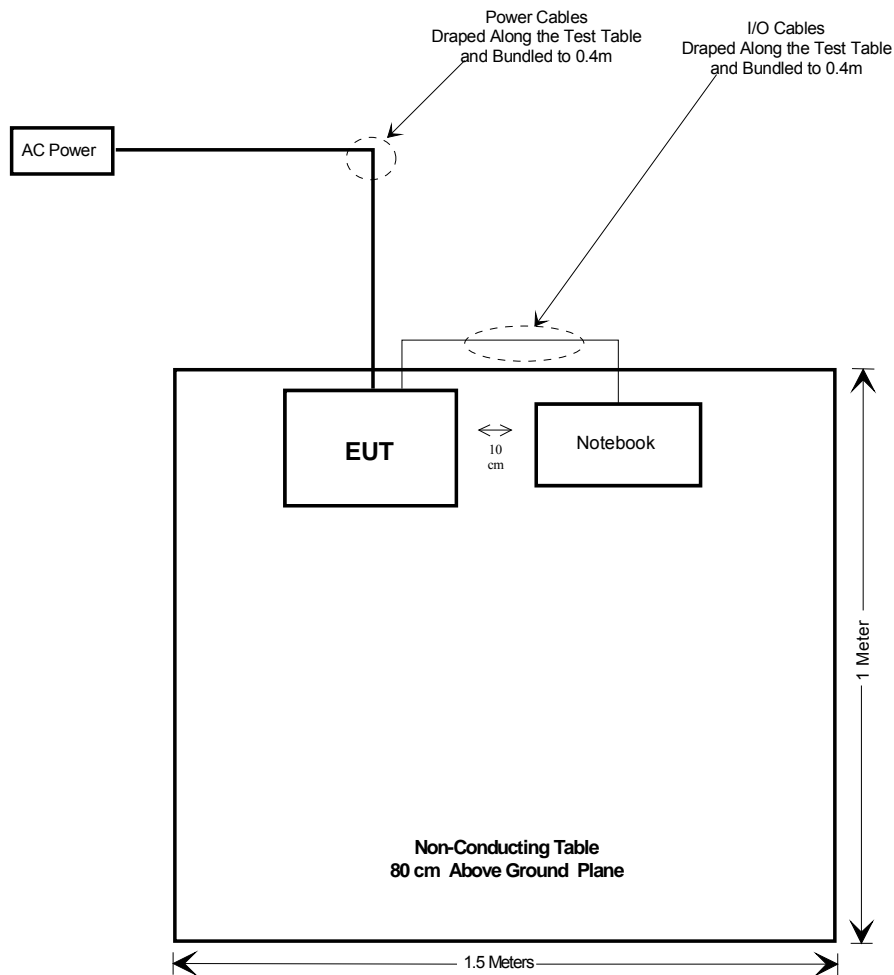 Power Cables
Draped Along the Test Table
and Bundled to 0.4m
I/O Cables
Draped Along the Test Table
and Bundled to 0.4m
AC Power
EUT
10
cm
Notebook
1 Meter
Non-Conducting Table
80 cm Above Ground Plane
1.5 Meters